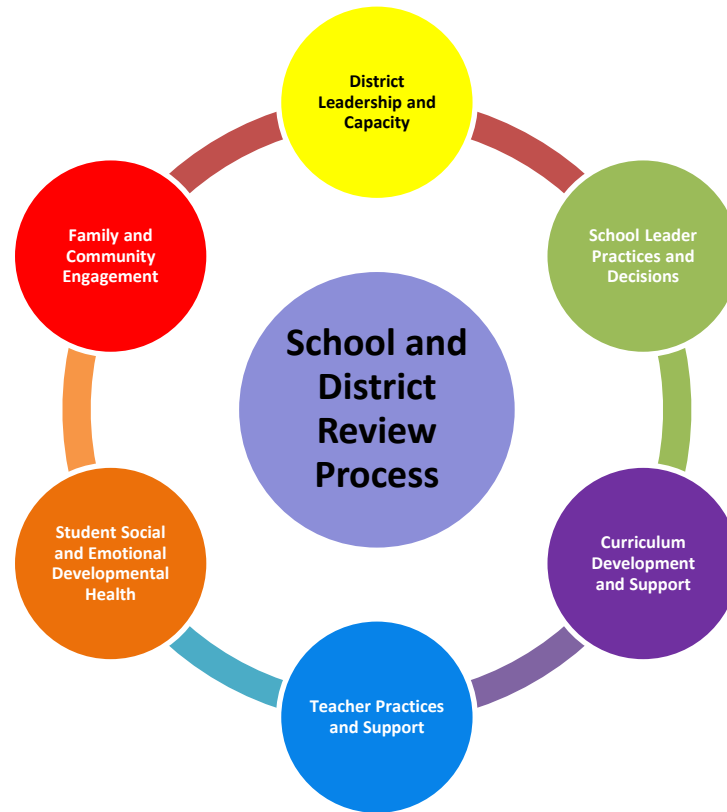 District
Leadership and
Capacity
School Leader
Practices and
Decisions
Curriculum
Development
and Support
Teacher Practices
and Support
Student Social
and Emotional
Developmental
Health
Family and
Community
Engagement
School and
District
Review
Process